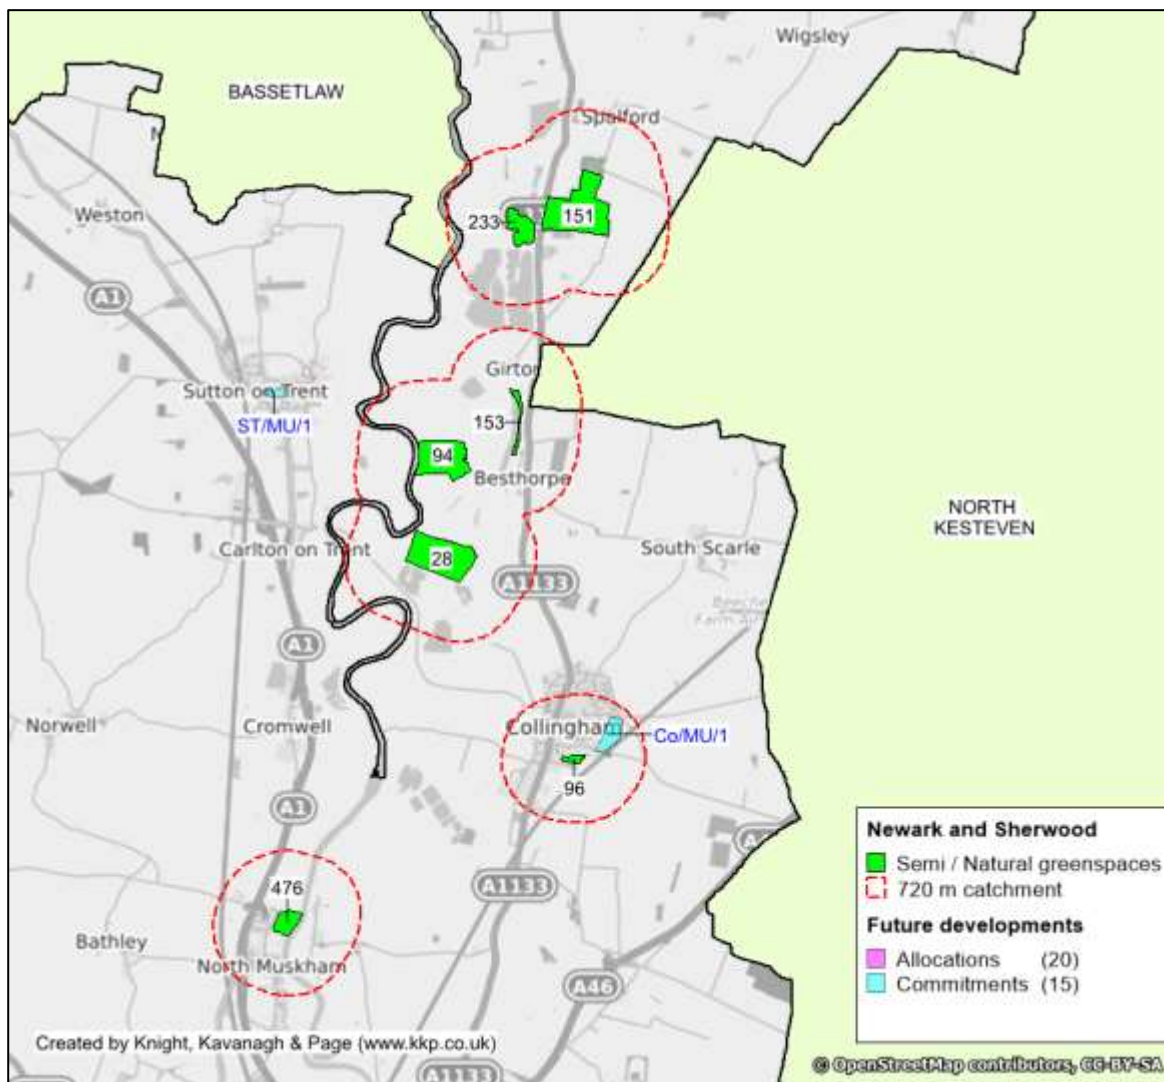 Wigsley
BASSETLAW
Spalford
Weston
233
151
A1
Girton
Sutton on Trent
ST/MU/1
153
94
Besthorpe
NORTH
KESTEVEN
Carlton on Trent
28
South Scarle
A1133
A1
Norwell
Cromwell
Collingham
Co/MU/1
96
A1
476
A1133
Bathley
North Muskham
A46
A1133
Newark and Sherwood
Semi / Natural greenspaces
720 m catchment
Future developments
Allocations (20)
Commitments (15)
Created by Knight, Kavanagh & Page (www.kkp.co.uk)
© OpenStreetMap contributors, CC-BY-SA